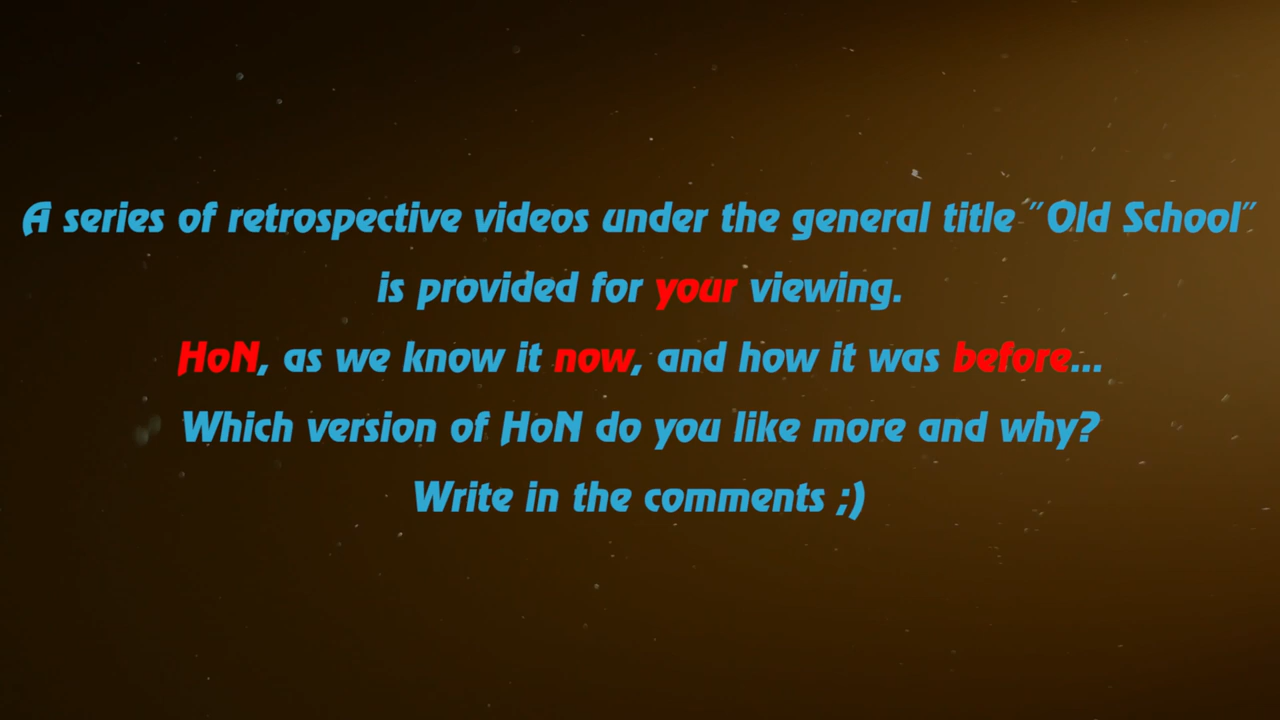 A series of retrospective videos under the general title "Old School"
is provided for your viewing.
HoN, as we know it now, and how it was before...
Which version of HoN do you like more and why?
Write in the comments ;)